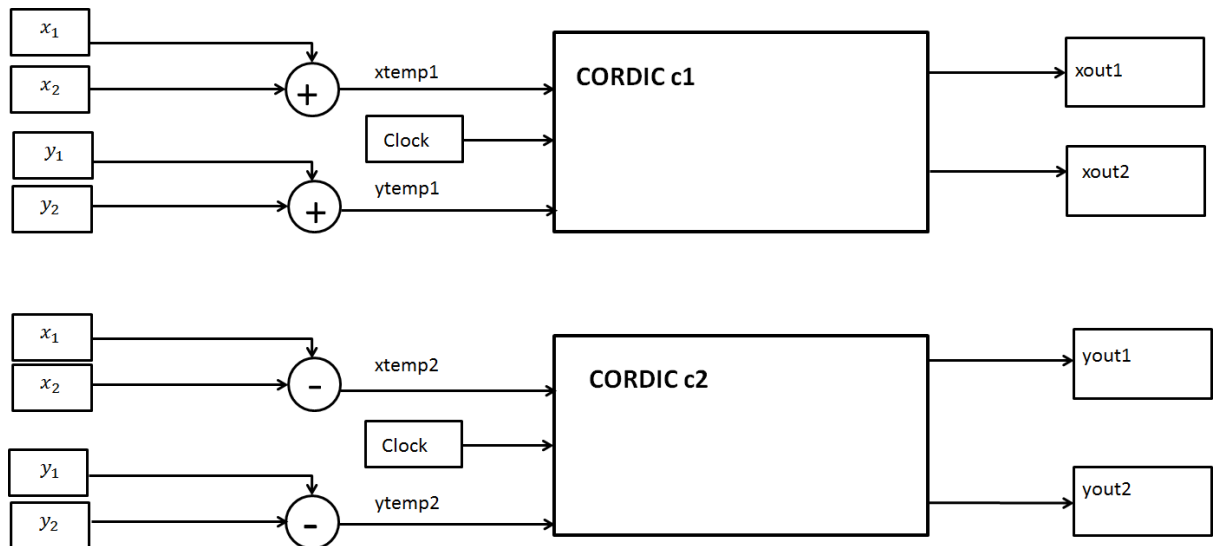 x₁
x₂
+
xtemp1
CORDIC c1
xout1
Clock
y₁
y₂
+
ytemp1
xout2
x₁
x₂
-
xtemp2
CORDIC c2
yout1
Clock
y₁
y₂
-
ytemp2
yout2